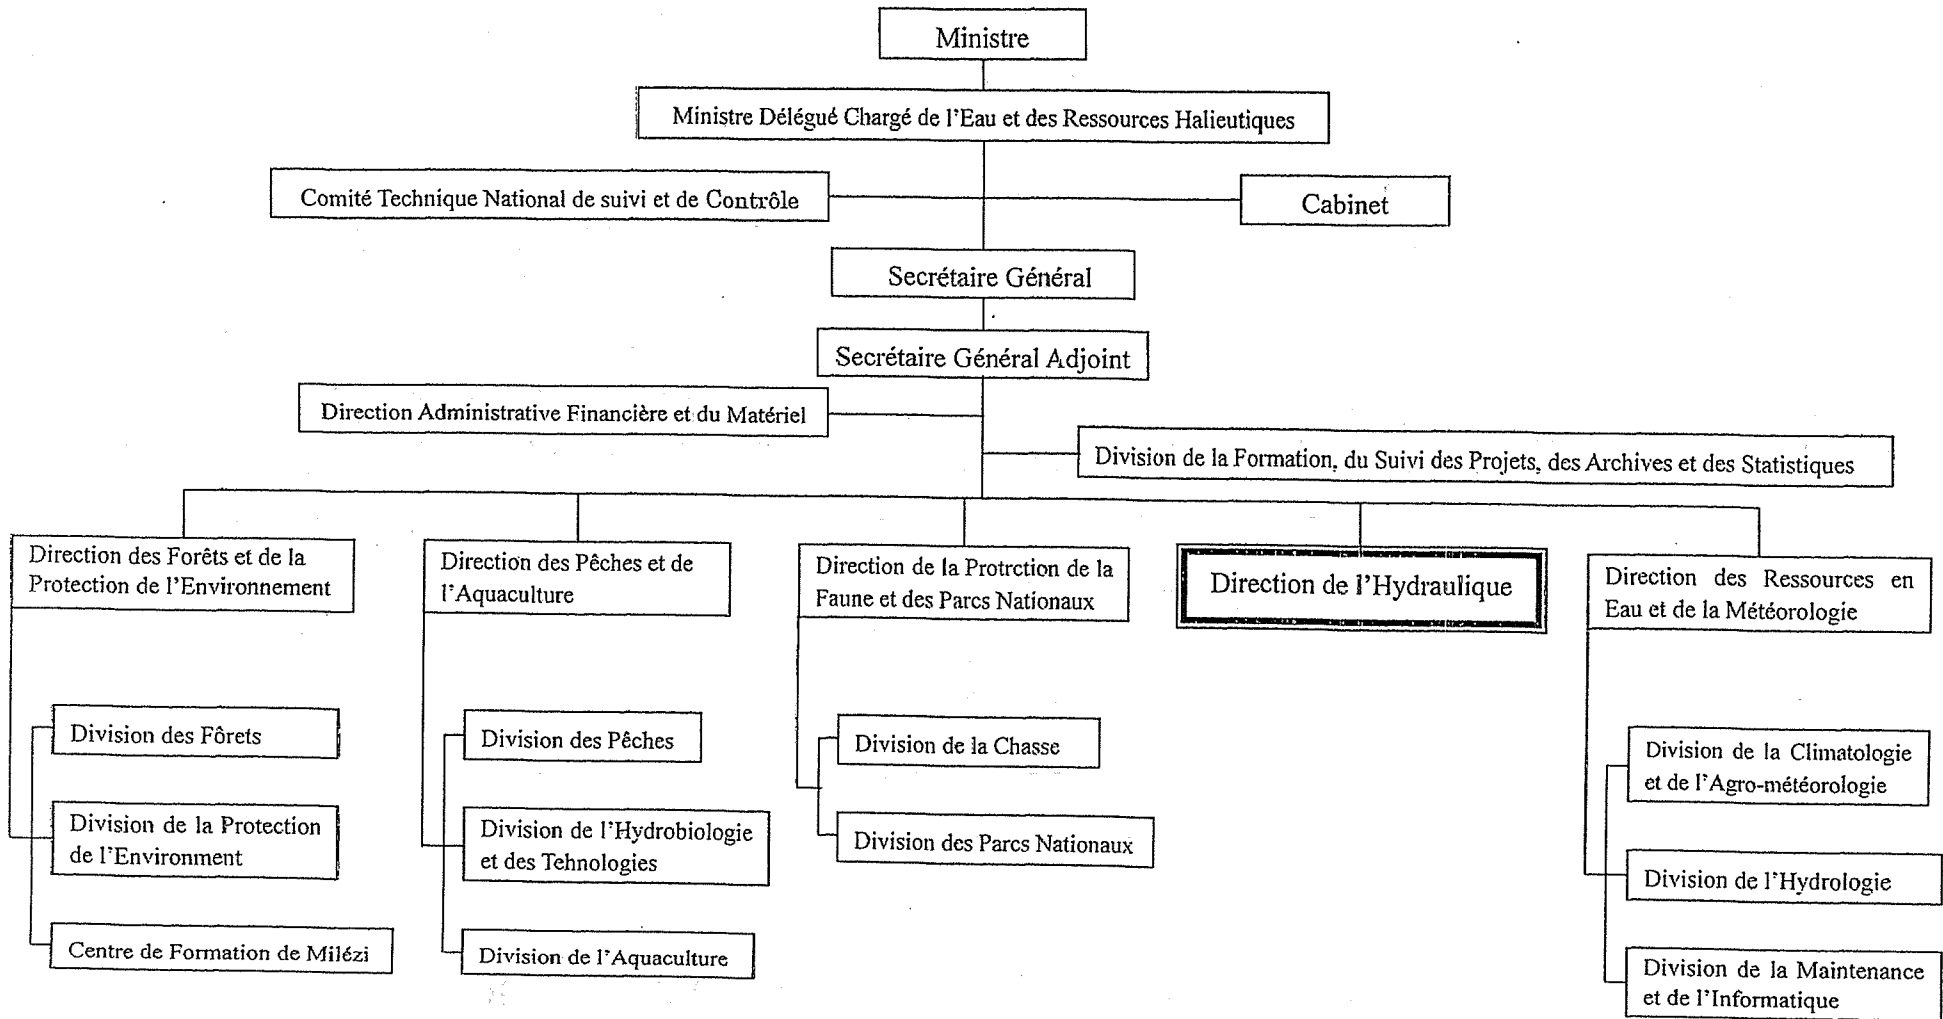 Ministre
Ministre Délégué Chargé de l'Eau et des Ressources Halieutiques
Comité Technique National de suivi et de Contrôle
Cabinet
Secrétaire Général
Secrétaire Général Adjoint
Direction Administrative Financière et du Matériel
Division de la Formation, du Suivi des Projets, des Archives et des Statistiques
Direction des Forêts et de la
Protection de l'Environnement
Division des Fôrets
Division de la Protection
de l'Environment
Centre de Formation de Milézi
Direction des Pêches et de
l'Aquaculture
Division des Pêches
Division de l'Hydrobiologie
et des Tehnologies
Division de l'Aquaculture
Direction de la Protrction de la
Faune et des Parcs Nationaux
Division de la Chasse
Division des Parcs Nationaux
Direction de l'Hydraulique
Direction des Ressources en
Eau et de la Météorologie
Division de la Climatologie
et de l'Agro-météorologie
Division de l'Hydrologie
Division de la Maintenance
et de l'Informatique